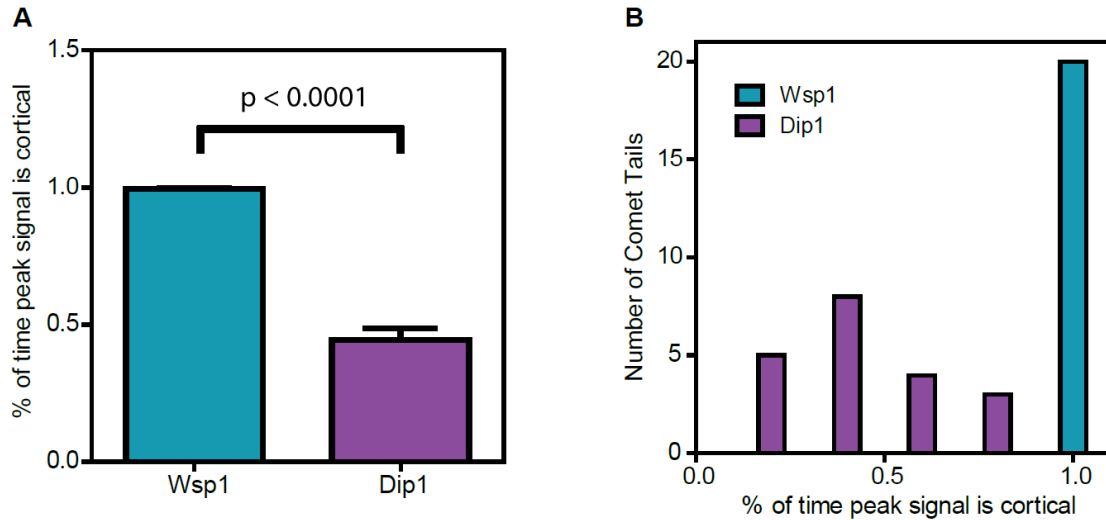 A
% of time peak signal is cortical
1.5
1.0
0.5
0.0
p < 0.0001
Wsp1
Dip1
B
Number of Comet Tails
20
15
10
5
0
Wsp1
Dip1
0.0
0.5
1.0
% of time peak signal is cortical